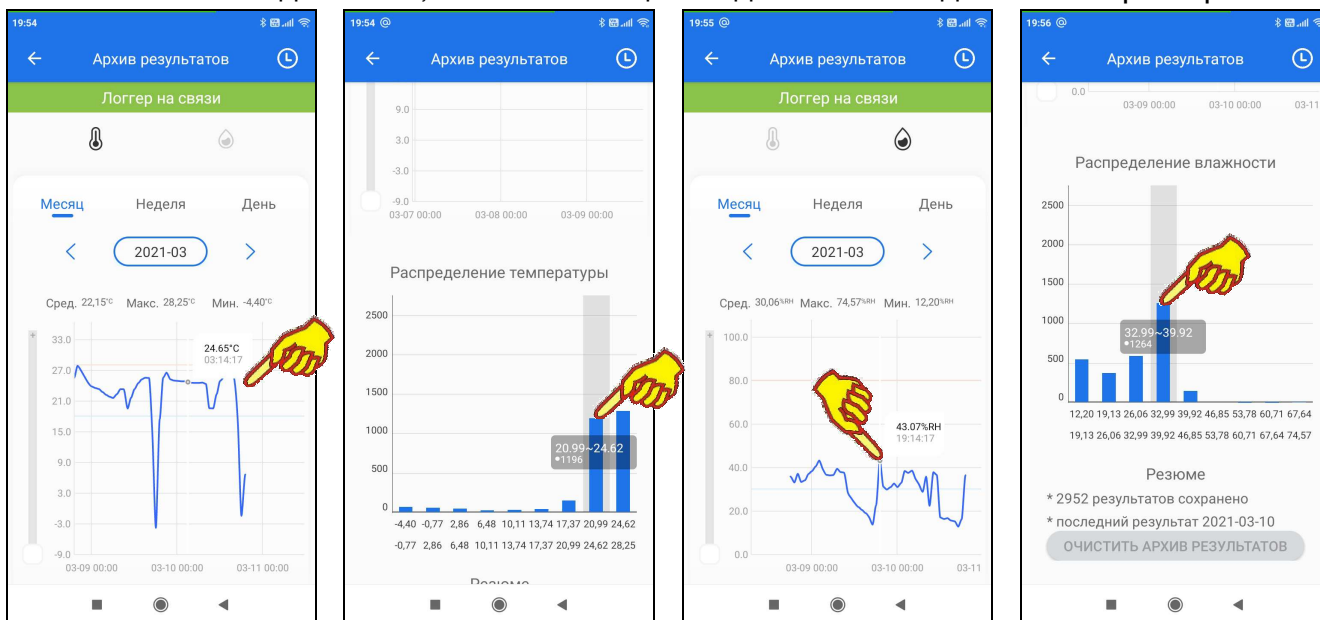 19:54
Архив результатов
Логгер на связи
Месяц Неделя День
2021-03
Сред. 22,15°C Макс. 28,25°C Мин. -4,40°C
+
33.0
24.65°C
03:14:17
27.0
21.0
15.0
9.0
3.0
-3.0
-9.0
03-09 00:00 03-10 00:00 03-11 00:00
19:54 @
Архив результатов
9.0
3.0
-3.0
-9.0
03-07 00:00 03-08 00:00 03-09 00:00
Распределение температуры
2500
2000
1500
1000
20.99~24.62
1196
500
0
-4,40 -0,77 2,86 6,48 10,11 13,74 17,37 20,99 24,62
-0,77 2,86 6,48 10,11 13,74 17,37 20,99 24,62 28,25
19:55 @
Архив результатов
Логгер на связи
Месяц Неделя День
2021-03
Сред. 30,06%RH Макс. 74,57%RH Мин. 12,20%RH
+
100.0
80.0
60.0
43.07%RH
19:14:17
40.0
20.0
0.0
03-09 00:00 03-10 00:00 03-11
19:56 @
Архив результатов
0.0
03-09 00:00 03-10 00:00 03-11
Распределение влажности
2500
2000
1500
1000
32.99~39.92
1264
500
0
12,20 19,13 26,06 32,99 39,92 46,85 53,78 60,71 67,64
19,13 26,06 32,99 39,92 46,85 53,78 60,71 67,64 74,57
Резюме
* 2952 результатов сохранено
* последний результат 2021-03-10
ОЧИСТИТЬ АРХИВ РЕЗУЛЬТАТОВ